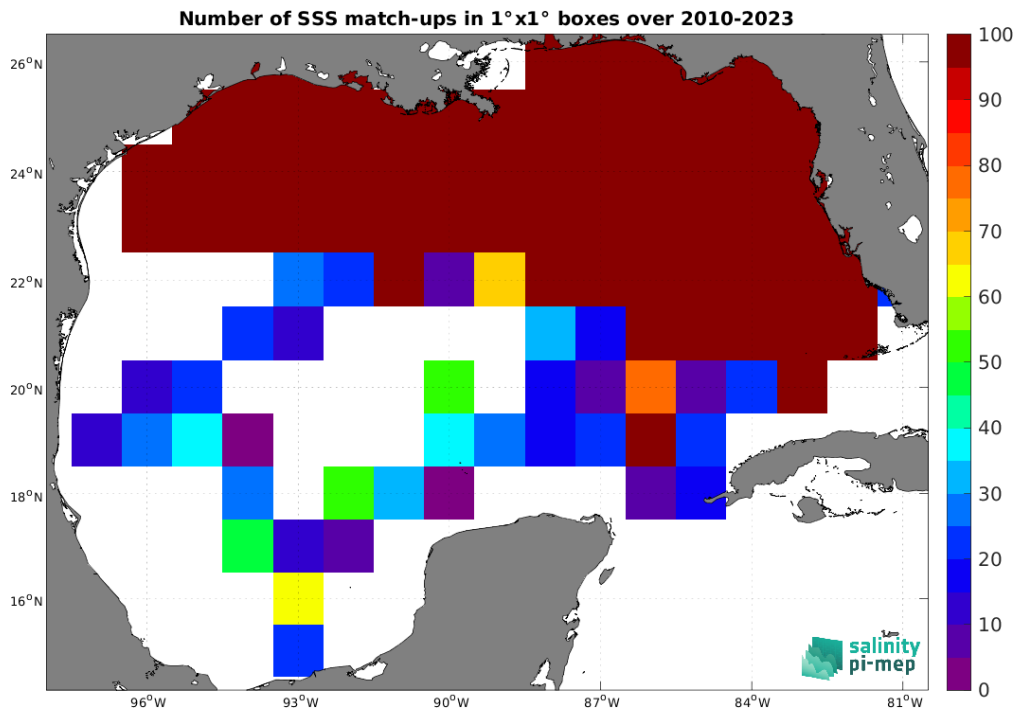 Number of SSS match-ups in 1°x1° boxes over 2010-2023
26°N
24°N
22°N
20°N
18°N
16°N
96°W
93°W
90°W
87°W
84°W
81°W
100
90
80
70
60
50
40
30
20
10
0
salinity
pi-mep